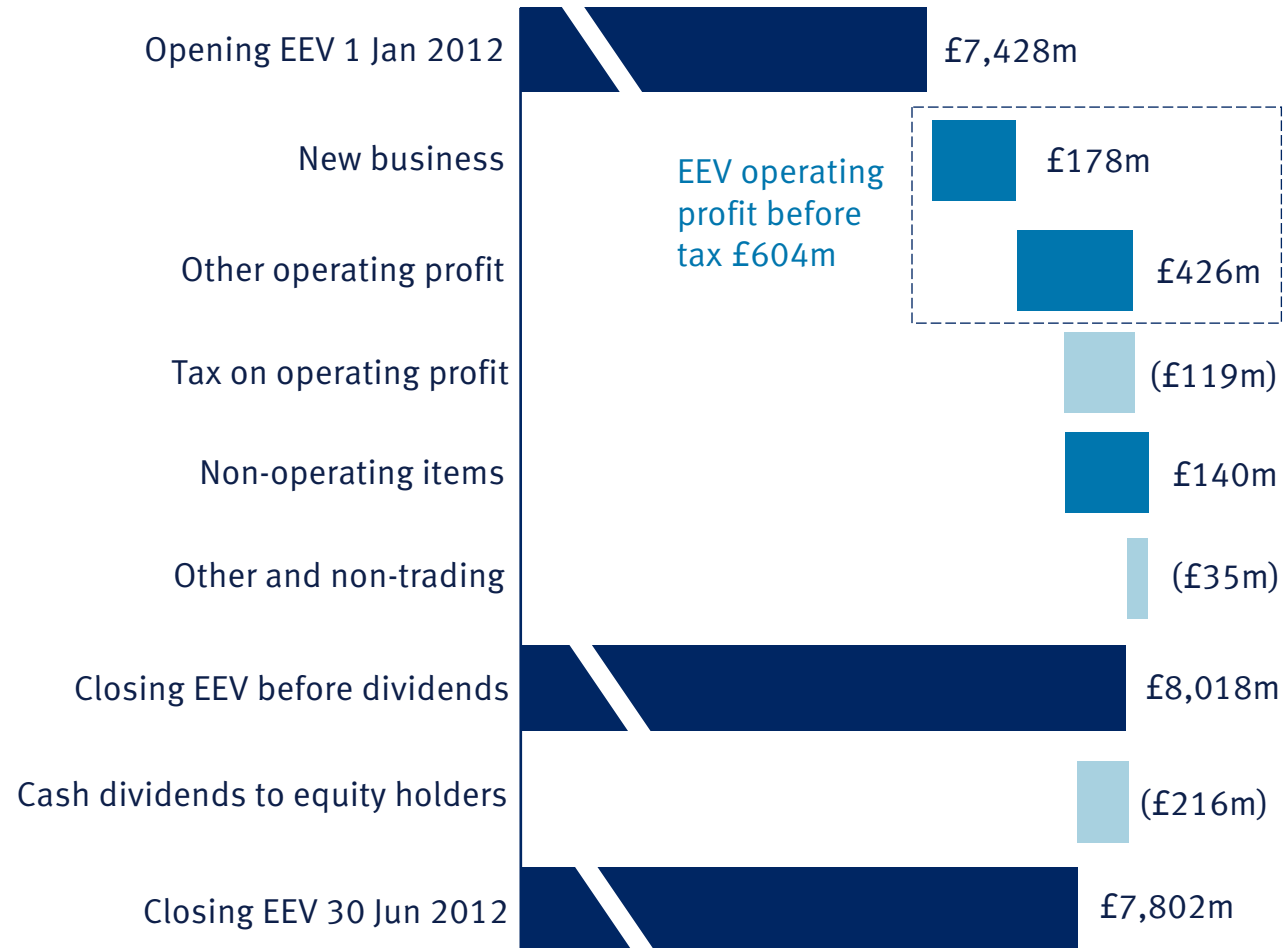 Opening EEV 1 Jan 2012 £7,428m
New business £178m
EEV operating
profit before
tax £604m
Other operating profit £426m
Tax on operating profit (£119m)
Non-operating items £140m
Other and non-trading (£35m)
Closing EEV before dividends £8,018m
Cash dividends to equity holders (£216m)
Closing EEV 30 Jun 2012 £7,802m